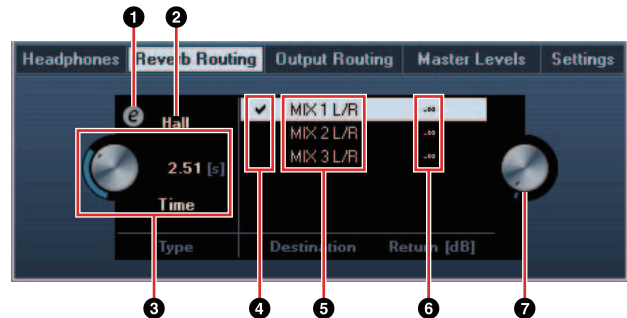 1 2
Headphones Reverb Routing Output Routing Master Levels Settings
e Hall ✔ MIX 1 L/R -∞
MIX 2 L/R -∞
2.51 [s] MIX 3 L/R -∞
Time
Type Destination Return [dB]
3 4 5 6 7